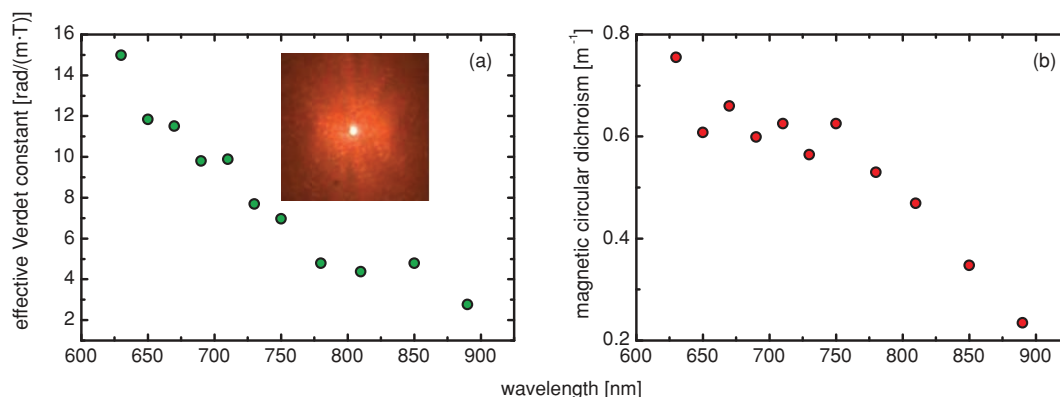 effective Verdet constant [rad/(m·T)]
16
14
12
10
8
6
4
2
600 650 700 750 800 850 900
(a)
magnetic circular dichroism [m⁻¹]
0.8
0.6
0.4
0.2
600 650 700 750 800 850 900
(b)
wavelength [nm]